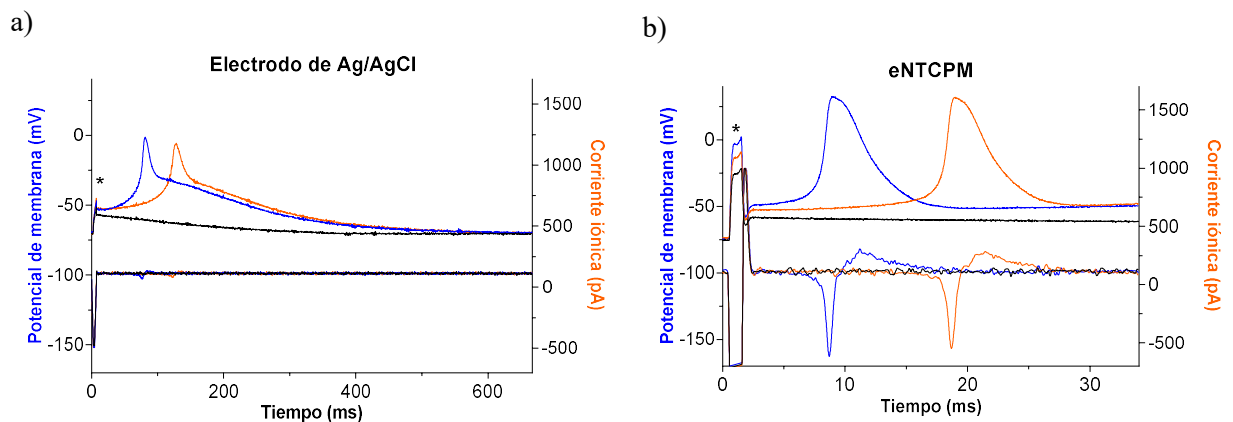 a)
Electrodo de Ag/AgCl
Potencial de membrana (mV)
0
-50
-100
-150
*
1500
1000
500
0
-500
Corriente iónica (pA)
0 200 400 600
Tiempo (ms)
b)
eNTCPM
Potencial de membrana (mV)
0
-50
-100
-150
*
1500
1000
500
0
-500
Corriente iónica (pA)
0 10 20 30
Tiempo (ms)